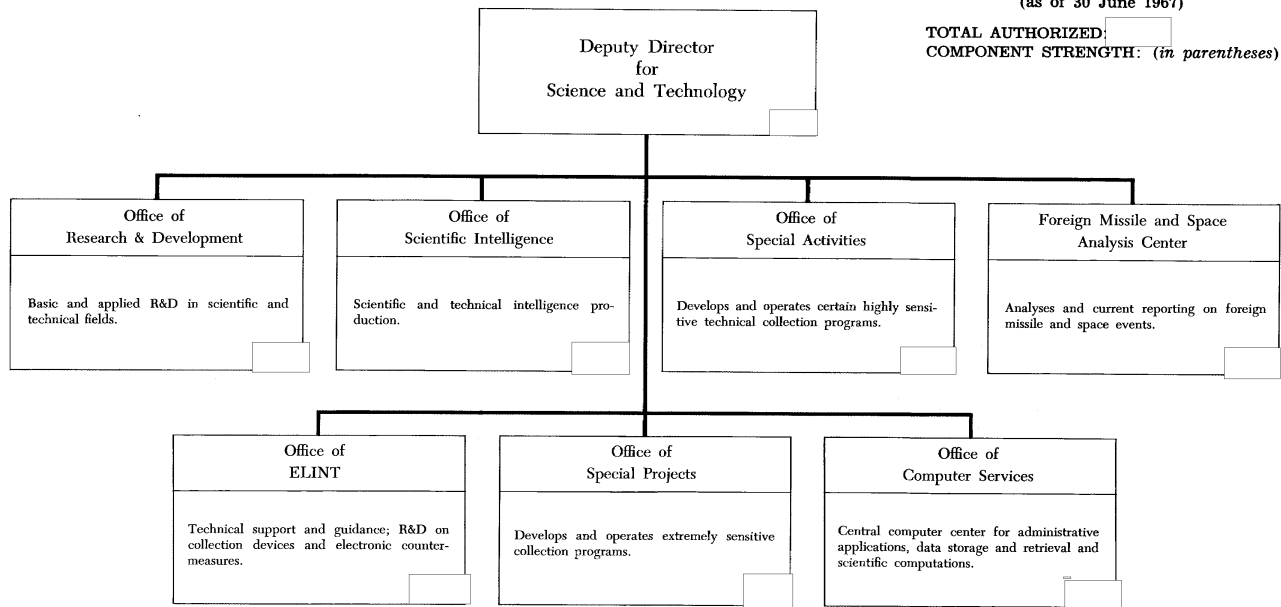 (as of 30 June 1967)
TOTAL AUTHORIZED:
COMPONENT STRENGTH: (in parentheses)
Deputy Director
for
Science and Technology
Office of
Research & Development
Basic and applied R&D in scientific and
technical fields.
Office of
Scientific Intelligence
Scientific and technical intelligence pro-
duction.
Office of
Special Activities
Develops and operates certain highly sensi-
tive technical collection programs.
Foreign Missile and Space
Analysis Center
Analyses and current reporting on foreign
missile and space events.
Office of
ELINT
Technical support and guidance; R&D on
collection devices and electronic counter-
measures.
Office of
Special Projects
Develops and operates extremely sensitive
collection programs.
Office of
Computer Services
Central computer center for administrative
applications, data storage and retrieval and
scientific computations.